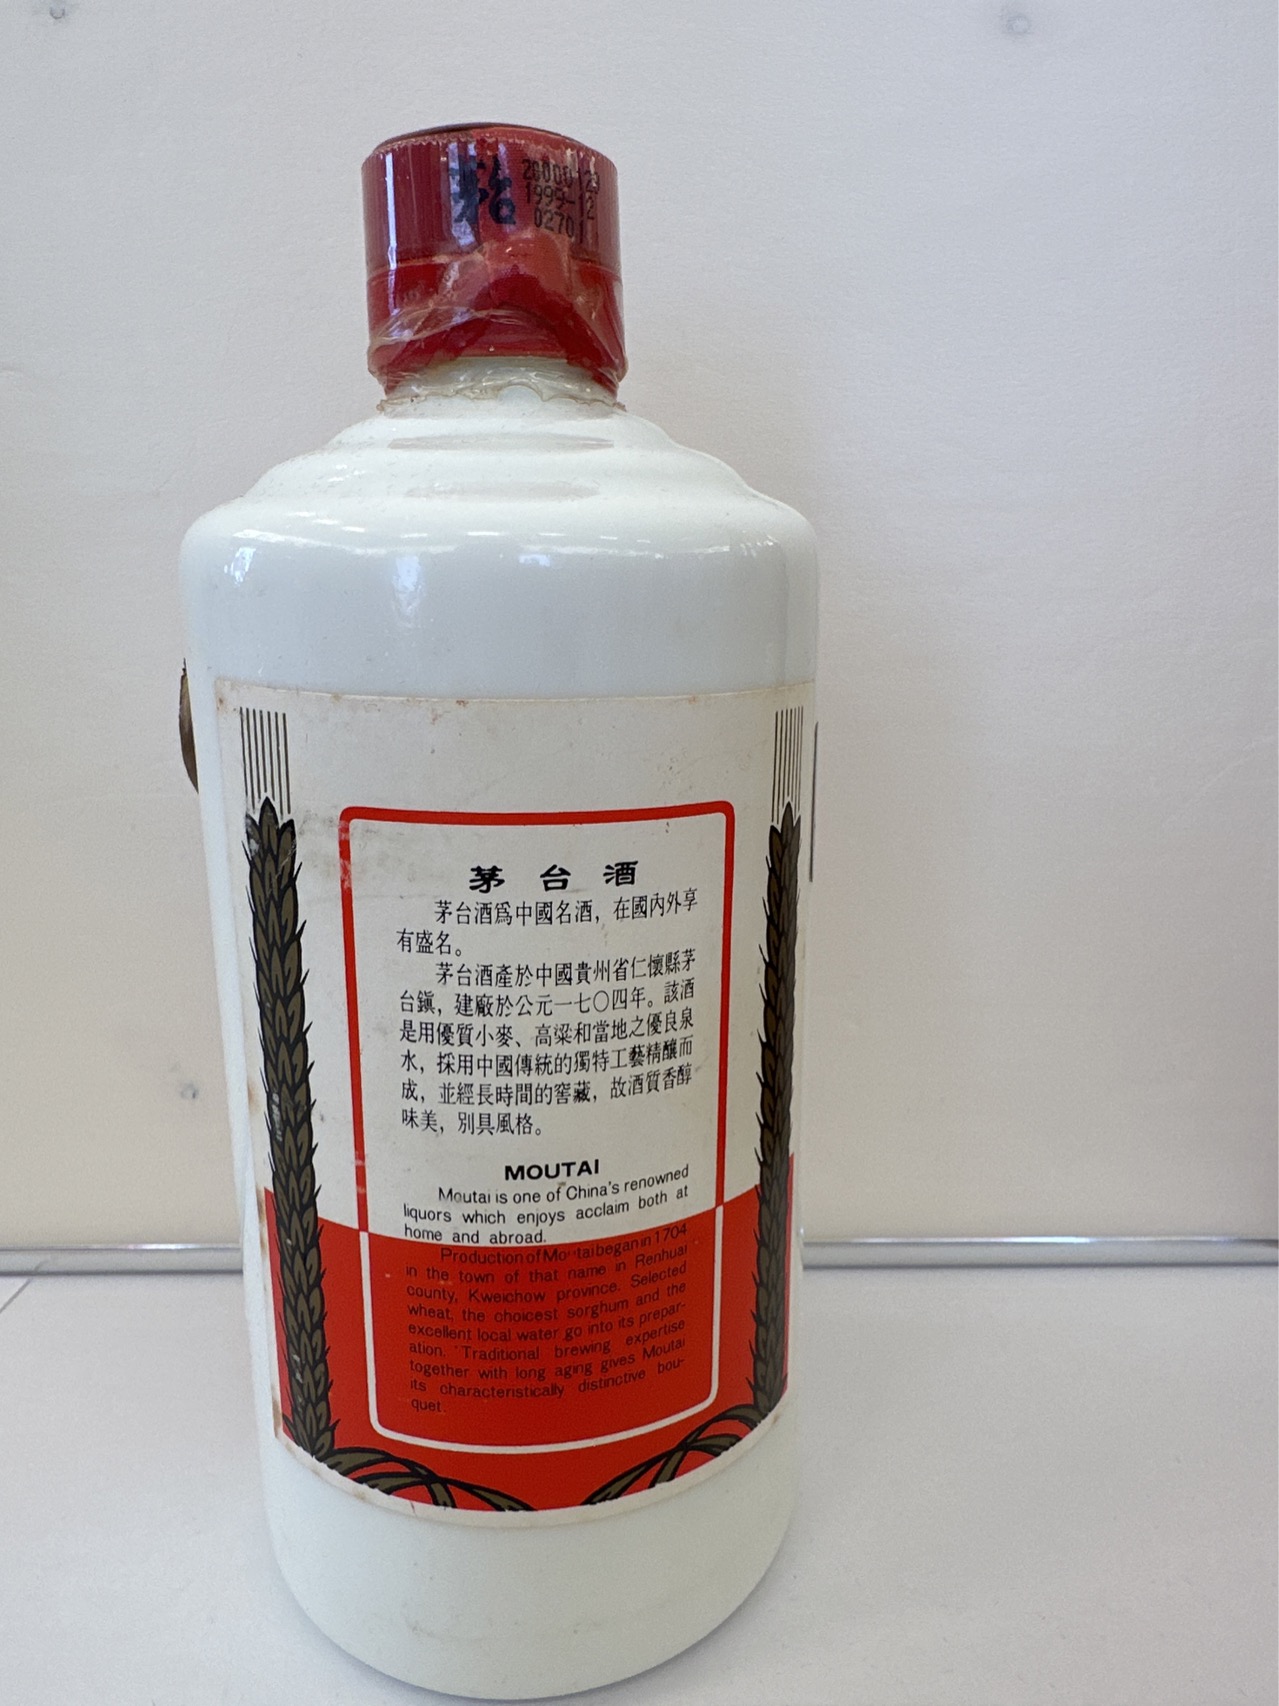 茅台
1999-12
茅台酒
茅台酒爲中國名酒，在國內外享
有盛名。
茅台酒產於中國貴州省仁懷縣茅
台鎭，建廠於公元一七〇四年。該酒
是用優質小麥、高粱和當地之優良泉
水，採用中國傳統的獨特工藝精釀而
成，並經長時間的窖藏，故酒質香醇
味美，別具風格。
MOUTAI
Moutai is one of China's renowned
liquors which enjoys acclaim both at
home and abroad.
Production of Moutai began in 1704
in the town of that name in Renhuai
county, Kweichow province. Selected
wheat, the choicest sorghum and the
excellent local water go into its prepar-
ation. Traditional brewing expertise
together with long aging gives Moutai
its characteristically distinctive bou-
quet.